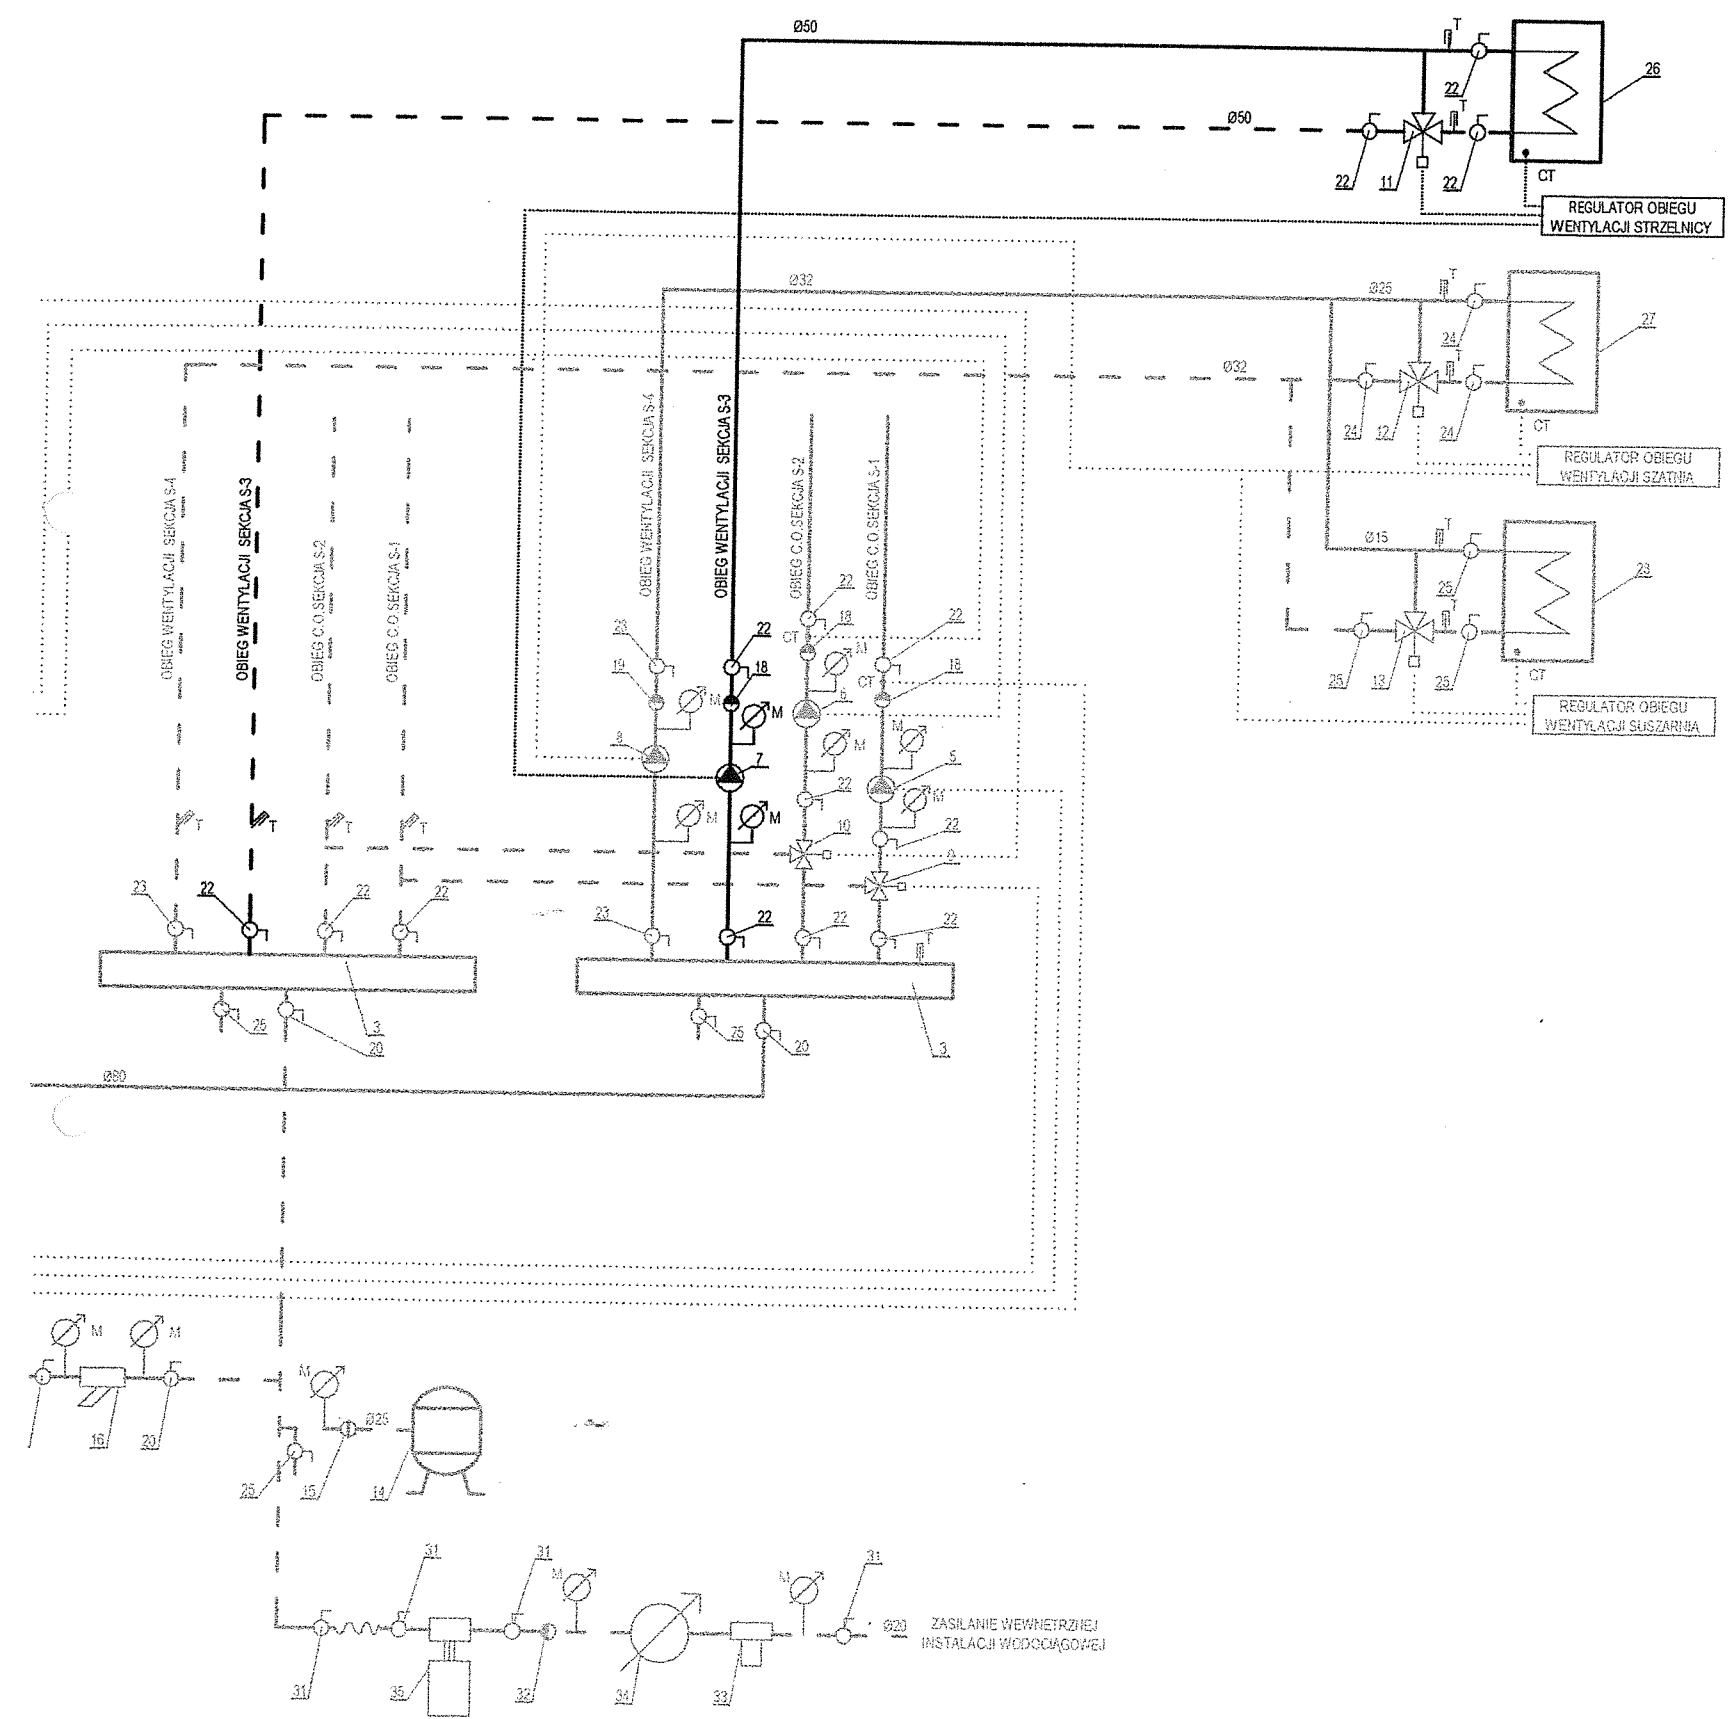 Ø50
T
22
26
T
Ø50
22
11
22
CT
REGULATOR OBIEGU
WENTYLACJI STRZELNICY
Ø32
Ø25
T
24
27
T
Ø32
24
12
24
CT
REGULATOR OBIEGU
WENTYLACJI SZATNIA
Ø15
T
25
28
T
25
13
25
CT
REGULATOR OBIEGU
WENTYLACJI SUSZARNIA
OBIEG WENTYLACJI SEKCJA S-4
OBIEG WENTYLACJI SEKCJA S-3
OBIEG C.O.SEKCJA S-2
OBIEG C.O.SEKCJA S-1
OBIEG WENTYLACJI SEKCJA S-4
OBIEG WENTYLACJI SEKCJA S-3
OBIEG C.O.SEKCJA S-2
OBIEG C.O.SEKCJA S-1
22
18
CT
M
22
23
22
19
18
CT
18
M
M
6
M
M
8
7
5
22
M
M
M
T
T
T
T
10
22
9
23
22
22
22
23
22
22
22
T
25
3
20
25
20
3
Ø80
M
M
M
Ø25
16
20
25
15
14
31
31
M
M
31
Ø20
ZASILANIE WEWNETRZNEJ
INSTALACJI WODOCIĄGOWEJ
31
35
32
34
33